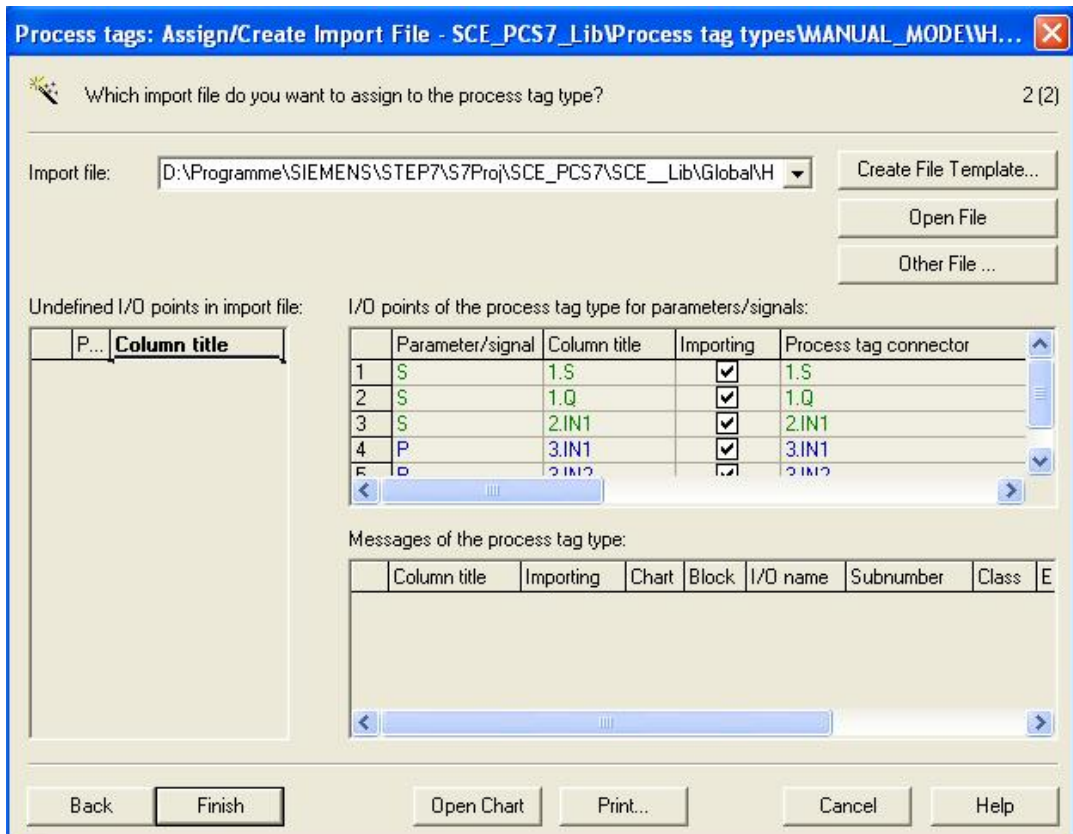 Process tags: Assign/Create Import File - SCE_PCS7_Lib\Process tag types\MANUAL_MODE\\H...
Which import file do you want to assign to the process tag type?
2 (2)
Import file:
D:\Programme\SIEMENS\STEP7\S7Proj\SCE_PCS7\SCE__Lib\Global\H
Create File Template...
Open File
Other File ...
Undefined I/O points in import file:
P... Column title
I/O points of the process tag type for parameters/signals:
Parameter/signal Column title Importing Process tag connector
1 S 1.S 1.S
2 S 1.Q 1.Q
3 S 2.IN1 2.IN1
4 P 3.IN1 3.IN1
5 P 3.IN2 3.IN2
Messages of the process tag type:
Column title Importing Chart Block I/O name Subnumber Class E
Back
Finish
Open Chart
Print...
Cancel
Help